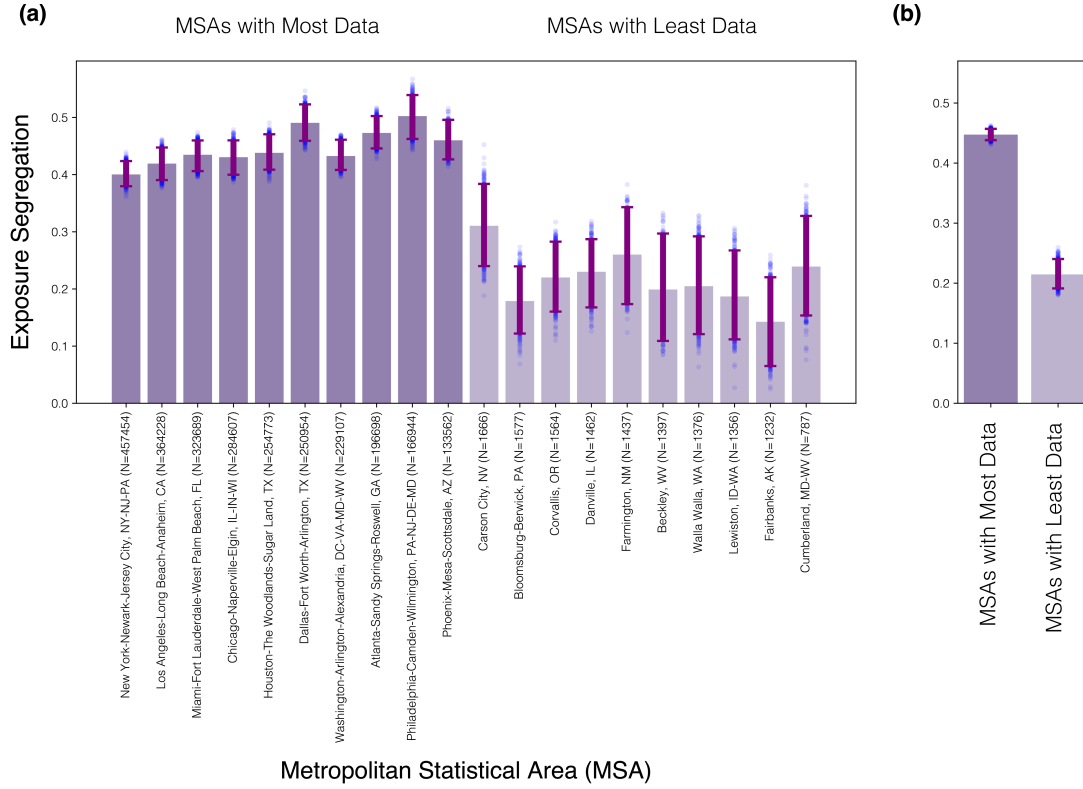 (a)
MSAs with Most Data
MSAs with Least Data
(b)
Exposure Segregation
0.5
0.4
0.3
0.2
0.1
0.0
New York-Newark-Jersey City, NY-NJ-PA (N=457454)
Los Angeles-Long Beach-Anaheim, CA (N=364228)
Miami-Fort Lauderdale-West Palm Beach, FL (N=323689)
Chicago-Naperville-Elgin, IL-IN-WI (N=284607)
Houston-The Woodlands-Sugar Land, TX (N=254773)
Dallas-Fort Worth-Arlington, TX (N=250954)
Washington-Arlington-Alexandria, DC-VA-MD-WV (N=229107)
Atlanta-Sandy Springs-Roswell, GA (N=196698)
Philadelphia-Camden-Wilmington, PA-NJ-DE-MD (N=166944)
Phoenix-Mesa-Scottsdale, AZ (N=133562)
Carson City, NV (N=1666)
Bloomsburg-Berwick, PA (N=1577)
Corvallis, OR (N=1564)
Danville, IL (N=1462)
Farmington, NM (N=1437)
Beckley, WV (N=1397)
Walla Walla, WA (N=1376)
Lewiston, ID-WA (N=1356)
Fairbanks, AK (N=1232)
Cumberland, MD-WV (N=787)
Metropolitan Statistical Area (MSA)
0.5
0.4
0.3
0.2
0.1
0.0
MSAs with Most Data
MSAs with Least Data